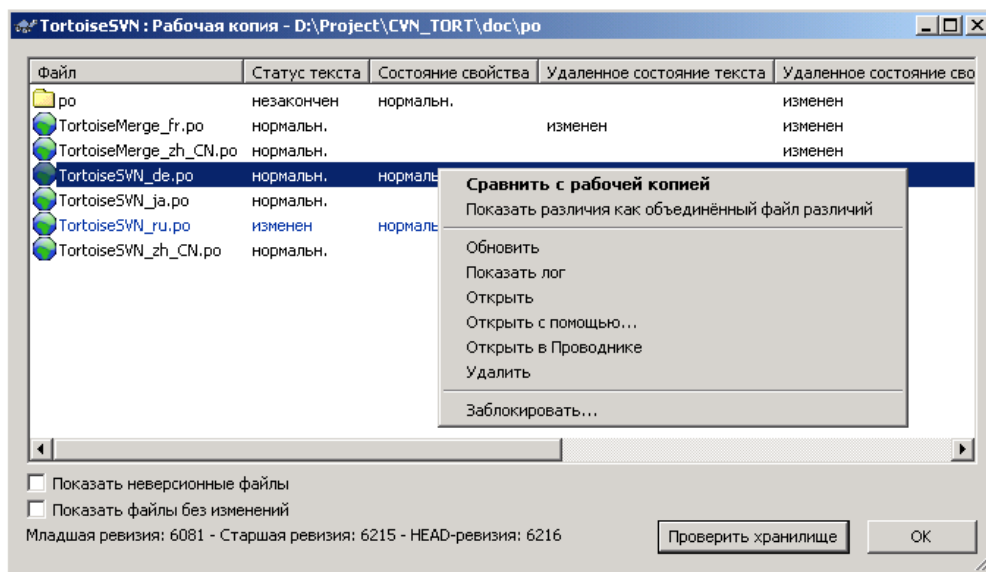 TortoiseSVN : Рабочая копия - D:\Project\CVN_TORT\doc\po
Файл Статус текста Состояние свойства Удаленное состояние текста Удаленное состояние сво
po незакончен нормальн. изменен
TortoiseMerge_fr.po нормальн. изменен изменен
TortoiseMerge_zh_CN.po нормальн. изменен
TortoiseSVN_de.po нормальн. нормаль
TortoiseSVN_ja.po нормальн.
TortoiseSVN_ru.po изменен нормаль
TortoiseSVN_zh_CN.po нормальн.
Сравнить с рабочей копией
Показать различия как объединённый файл различий
Обновить
Показать лог
Открыть
Открыть с помощью...
Открыть в Проводнике
Удалить
Заблокировать...
Показать неверсионные файлы
Показать файлы без изменений
Младшая ревизия: 6081 - Старшая ревизия: 6215 - HEAD-ревизия: 6216
Проверить хранилище
OK